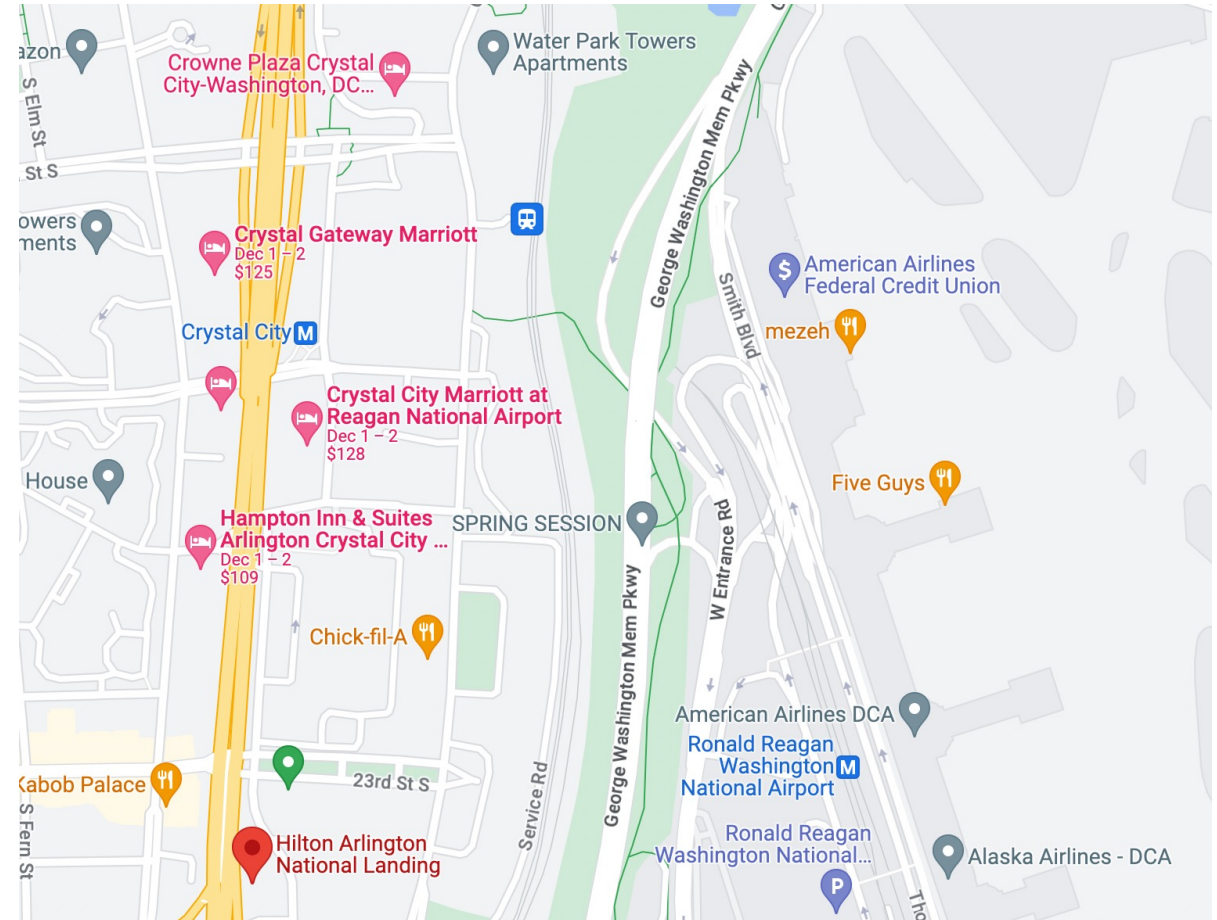 azon
Water Park Towers
Apartments
Crowne Plaza Crystal
City-Washington, DC...
S Elm St
George Washington Mem Pkwy
St S
owers
ments
Crystal Gateway Marriott
Dec 1 – 2
$125
George Washington Mem Pkwy
American Airlines
Federal Credit Union
Smith Blvd
mezeh
Crystal City M
Crystal City Marriott at
Reagan National Airport
Dec 1 – 2
$128
House
Five Guys
Hampton Inn & Suites
Arlington Crystal City ...
Dec 1 – 2
$109
SPRING SESSION
W Entrance Rd
Chick-fil-A
George Washington Mem Pkwy
American Airlines DCA
Ronald Reagan
Washington M
National Airport
Kabob Palace
23rd St S
Service Rd
S Fern St
Hilton Arlington
National Landing
Ronald Reagan
Washington National...
P
Alaska Airlines - DCA
Tho